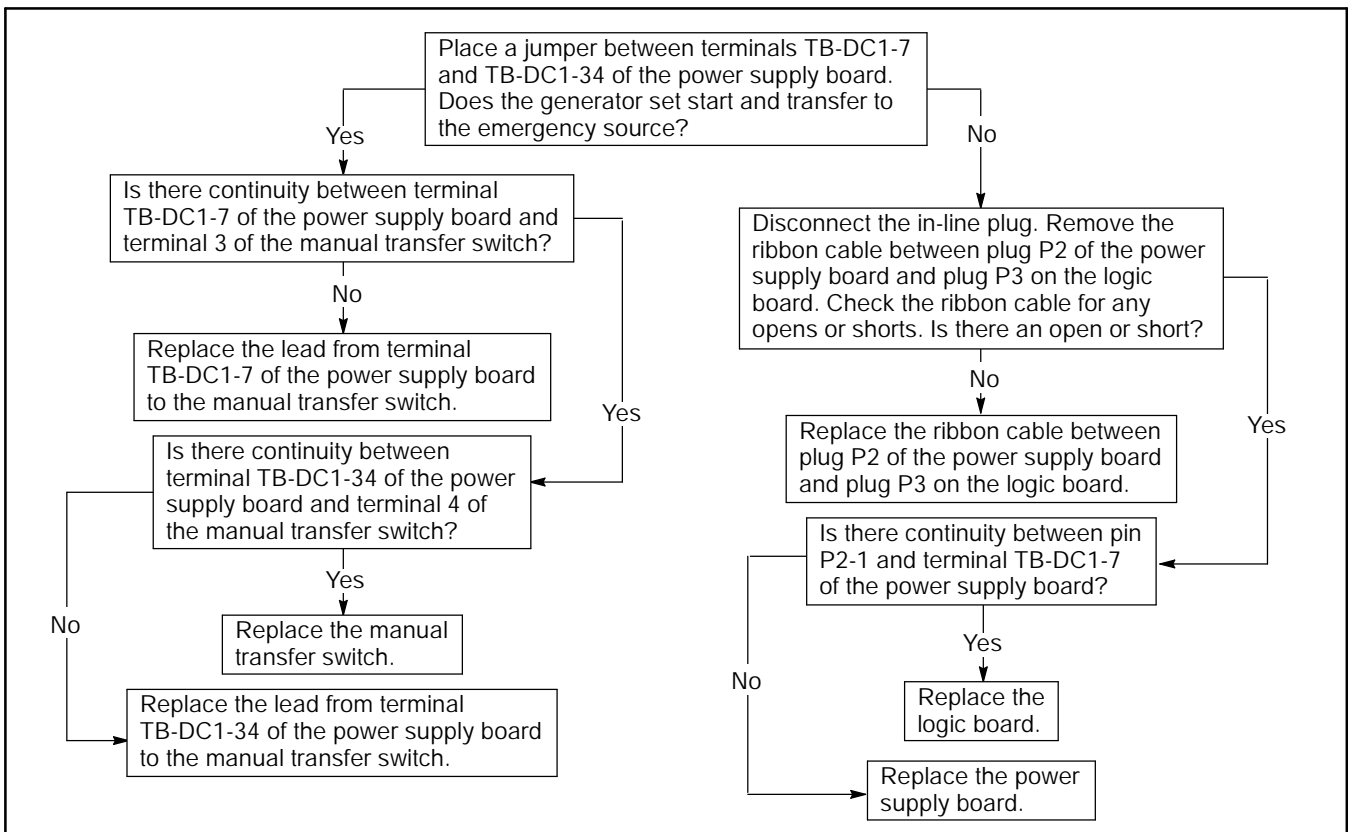 Place a jumper between terminals TB-DC1-7
and TB-DC1-34 of the power supply board.
Does the generator set start and transfer to
the emergency source?
Yes
No
Is there continuity between terminal
TB-DC1-7 of the power supply board and
terminal 3 of the manual transfer switch?
No
Replace the lead from terminal
TB-DC1-7 of the power supply board
to the manual transfer switch.
Yes
Is there continuity between
terminal TB-DC1-34 of the power
supply board and terminal 4 of
the manual transfer switch?
Yes
No
Replace the manual
transfer switch.
Replace the lead from terminal
TB-DC1-34 of the power supply board
to the manual transfer switch.
Disconnect the in-line plug. Remove the
ribbon cable between plug P2 of the power
supply board and plug P3 on the logic
board. Check the ribbon cable for any
opens or shorts. Is there an open or short?
No
Yes
Replace the ribbon cable between
plug P2 of the power supply board
and plug P3 on the logic board.
Is there continuity between pin
P2-1 and terminal TB-DC1-7
of the power supply board?
Yes
No
Replace the
logic board.
Replace the power
supply board.